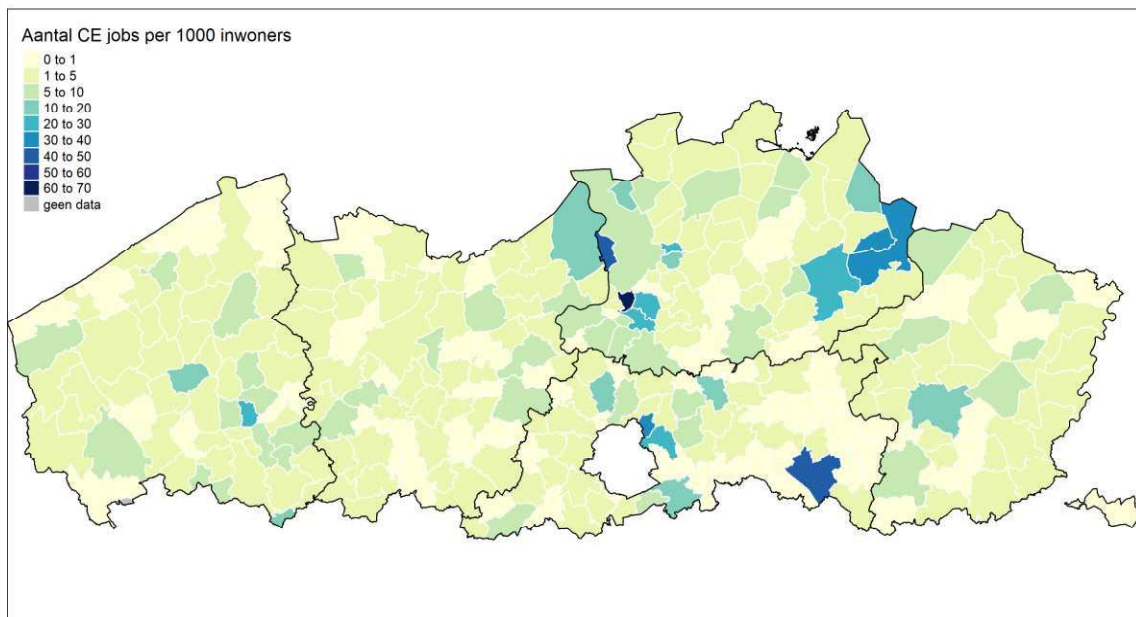 Aantal CE jobs per 1000 inwoners
0 to 1
1 to 5
5 to 10
10 to 20
20 to 30
30 to 40
40 to 50
50 to 60
60 to 70
geen data